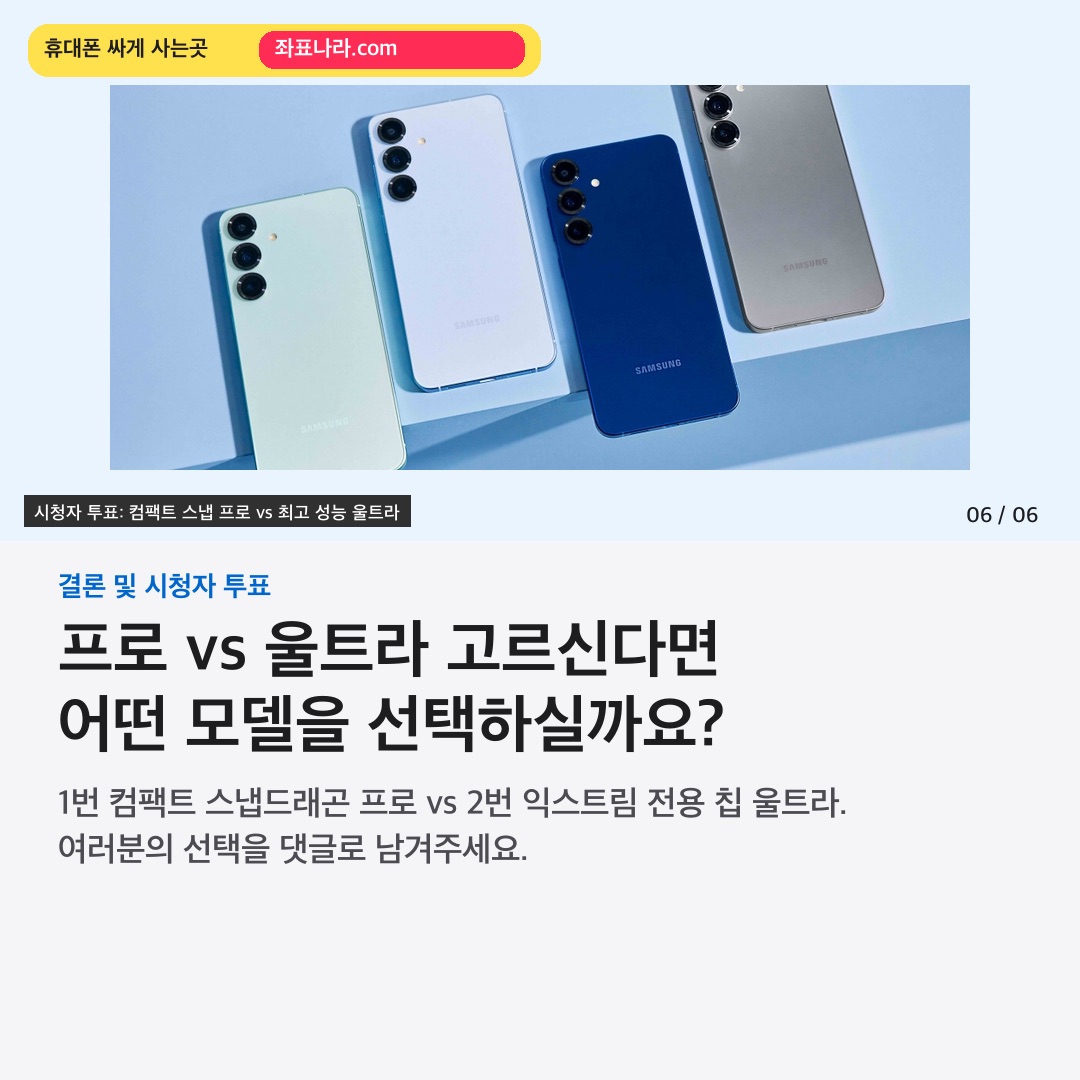 휴대폰 싸게 사는곳 좌표나라.com
SAMSUNG
SAMSUNG
SAMSUNG
SAMSUNG
시청자 투표: 컴팩트 스냅 프로 vs 최고 성능 울트라
06 / 06
결론 및 시청자 투표
프로 vs 울트라 고르신다면
어떤 모델을 선택하실까요?
1번 컴팩트 스냅드래곤 프로 vs 2번 익스트림 전용 칩 울트라.
여러분의 선택을 댓글로 남겨주세요.